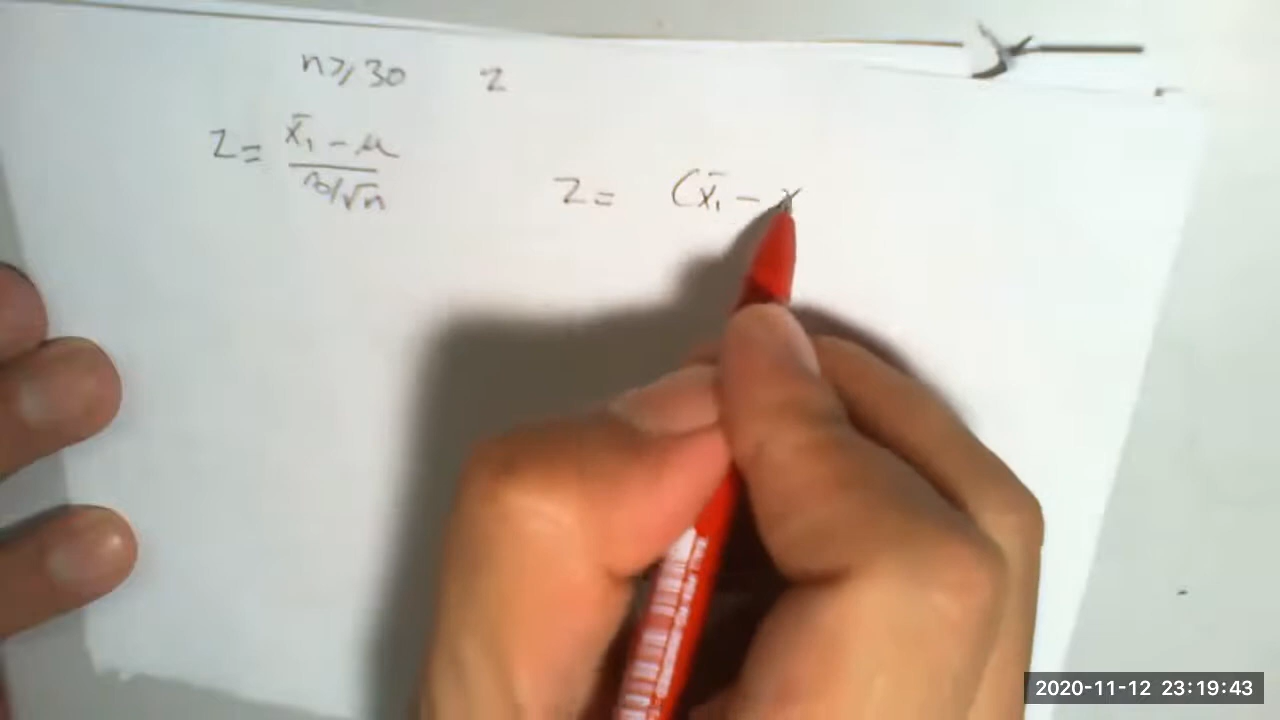 n ≥ 30 Z
Z = (x̄₁ − μ) / (σ/√n)
Z = (x̄₁ − x
2020-11-12 23:19:43